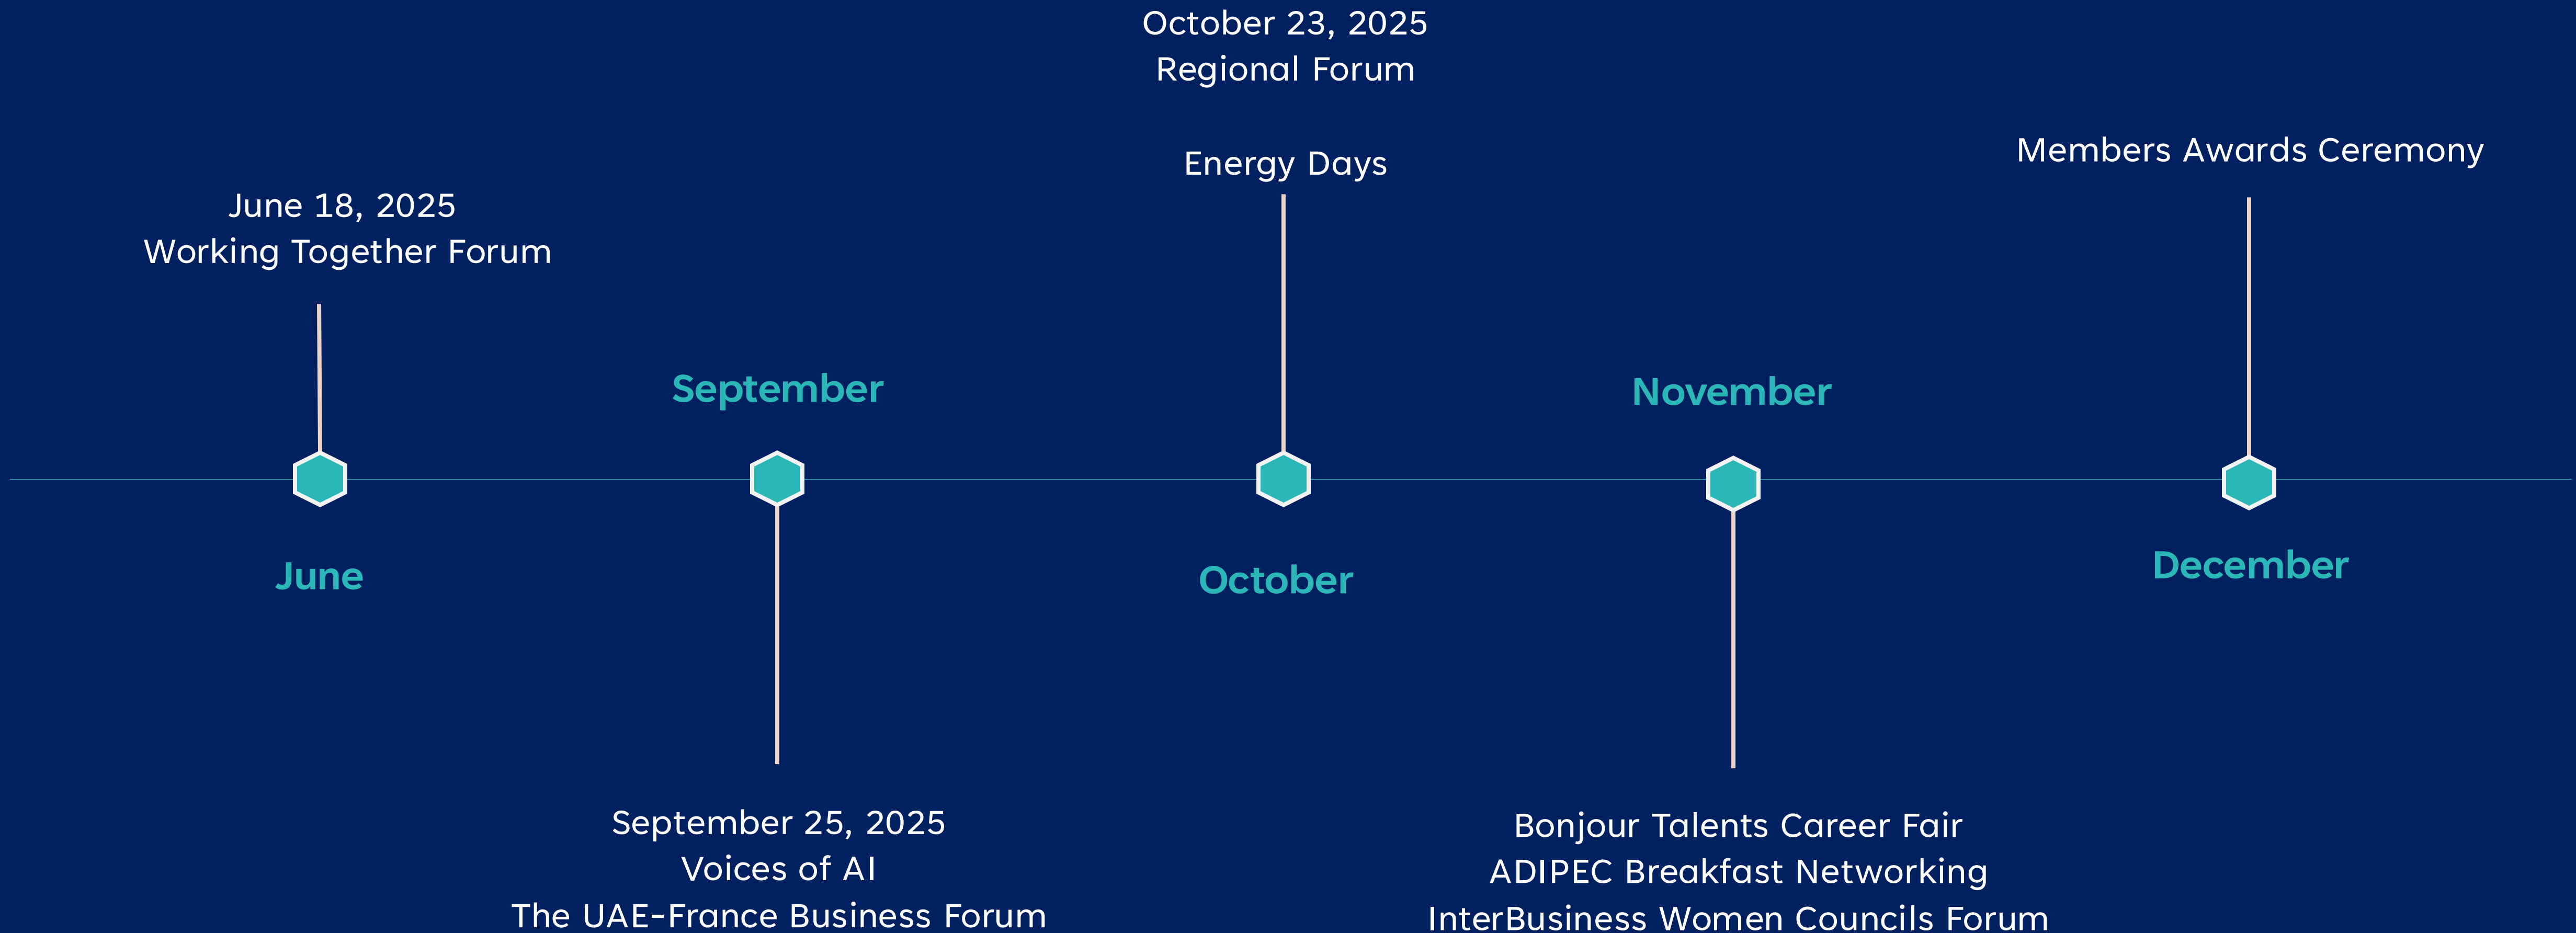 June 18, 2025
Working Together Forum
June
September
September 25, 2025
Voices of AI
The UAE-France Business Forum
October 23, 2025
Regional Forum
Energy Days
October
November
Bonjour Talents Career Fair
ADIPEC Breakfast Networking
InterBusiness Women Councils Forum
Members Awards Ceremony
December